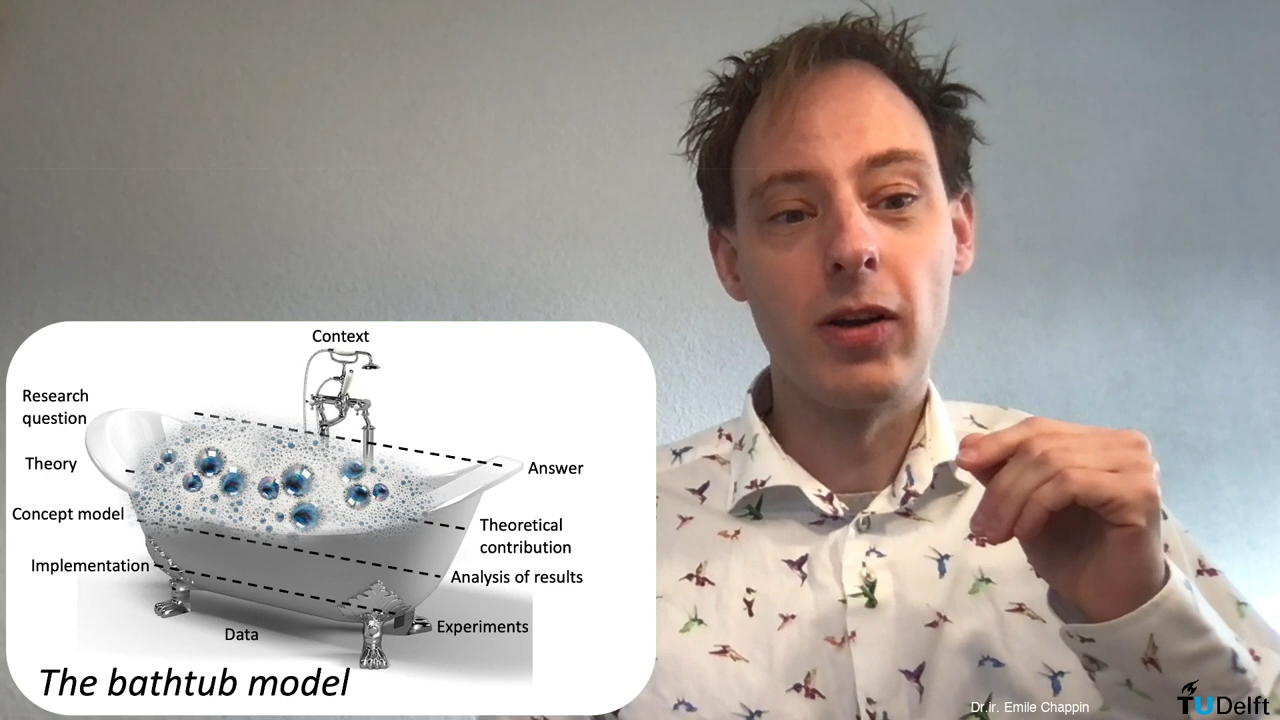 Context
Research
question
Theory
Answer
Concept model
Theoretical
contribution
Implementation
Analysis of results
Data
Experiments
The bathtub model
Dr.ir. Emile Chappin
TUDelft